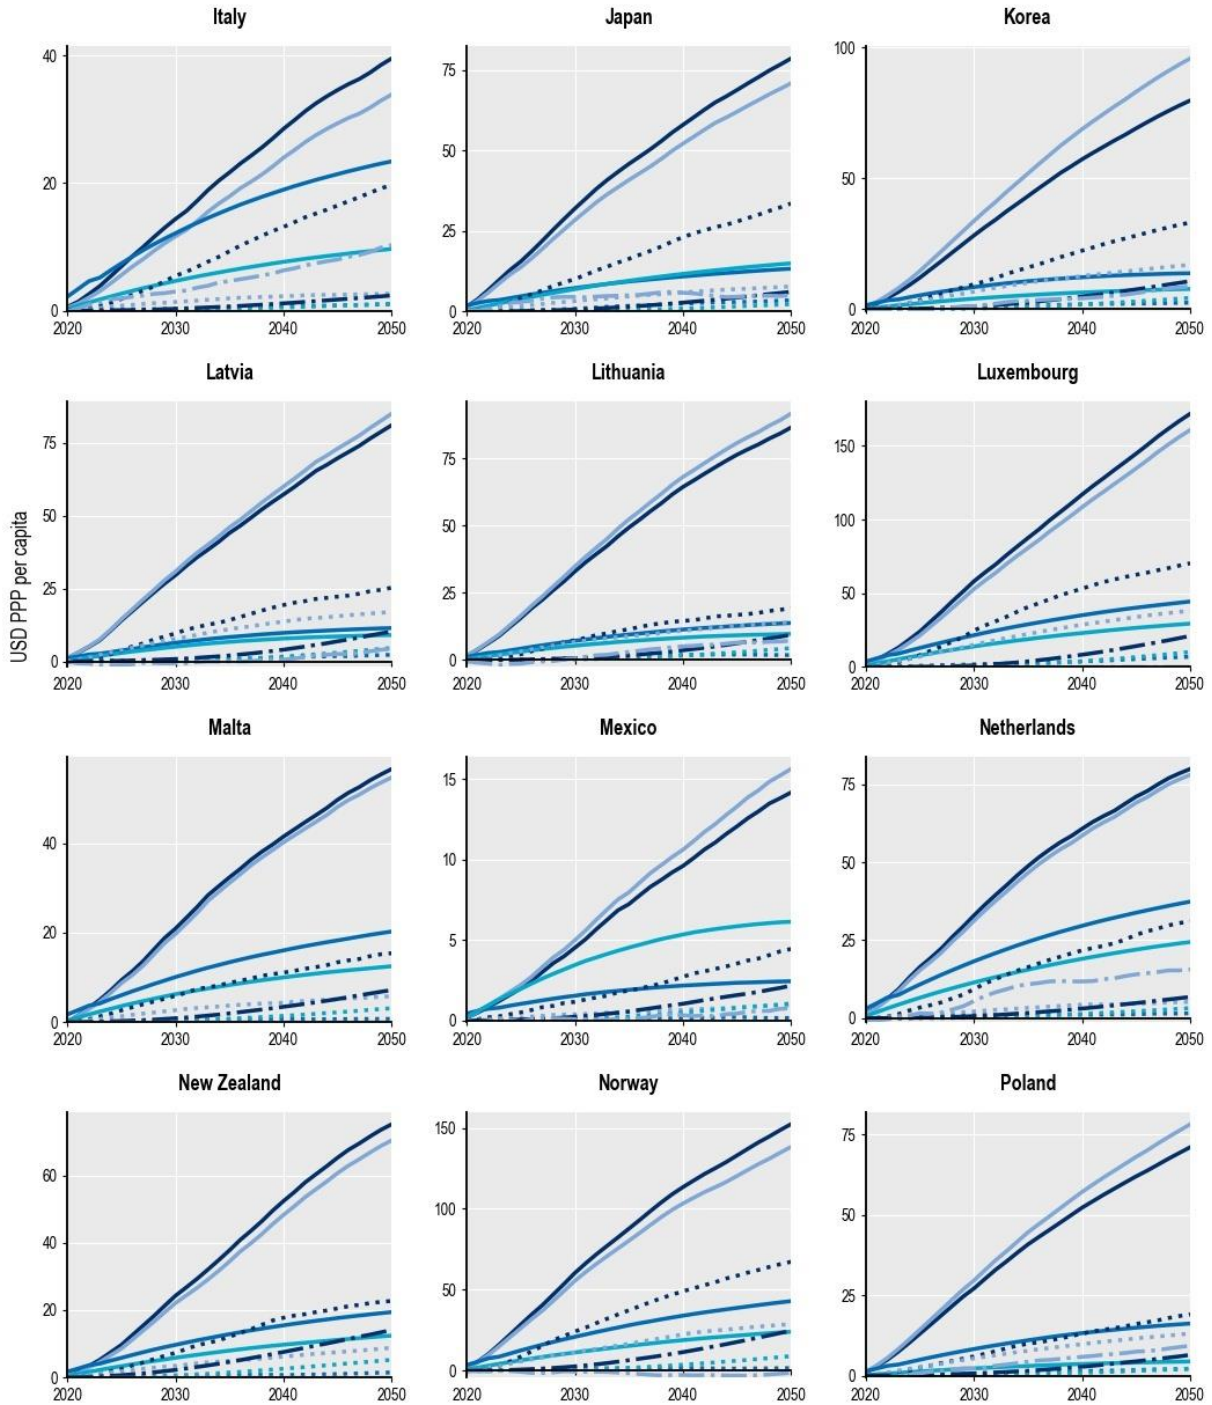 Italy Japan Korea
40 75 100
50
20 50
25
0 0 0
2020 2030 2040 2050 2020 2030 2040 2050 2020 2030 2040 2050
Latvia Lithuania Luxembourg
USD PPP per capita
75 75 150
50 50 100
25 25 50
0 0 0
2020 2030 2040 2050 2020 2030 2040 2050 2020 2030 2040 2050
Malta Mexico Netherlands
15 75
40 10 50
20 5 25
0 0 0
2020 2030 2040 2050 2020 2030 2040 2050 2020 2030 2040 2050
New Zealand Norway Poland
150 75
60
100 50
40
50 25
20
0 0 0
2020 2030 2040 2050 2020 2030 2040 2050 2020 2030 2040 2050